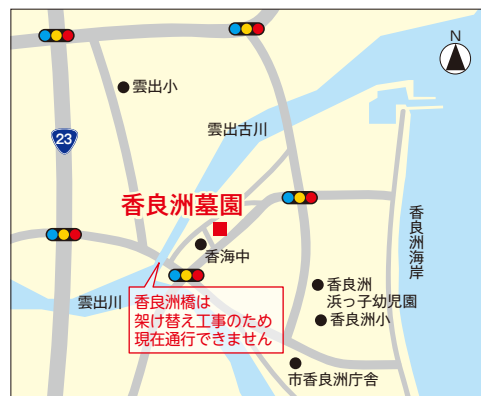 N
雲出小
雲出古川
23
香良洲墓園
香海中
香良洲海岸
雲出川
香良洲橋は
架け替え工事のため
現在通行できません
香良洲
浜っ子幼児園
香良洲小
市香良洲庁舎